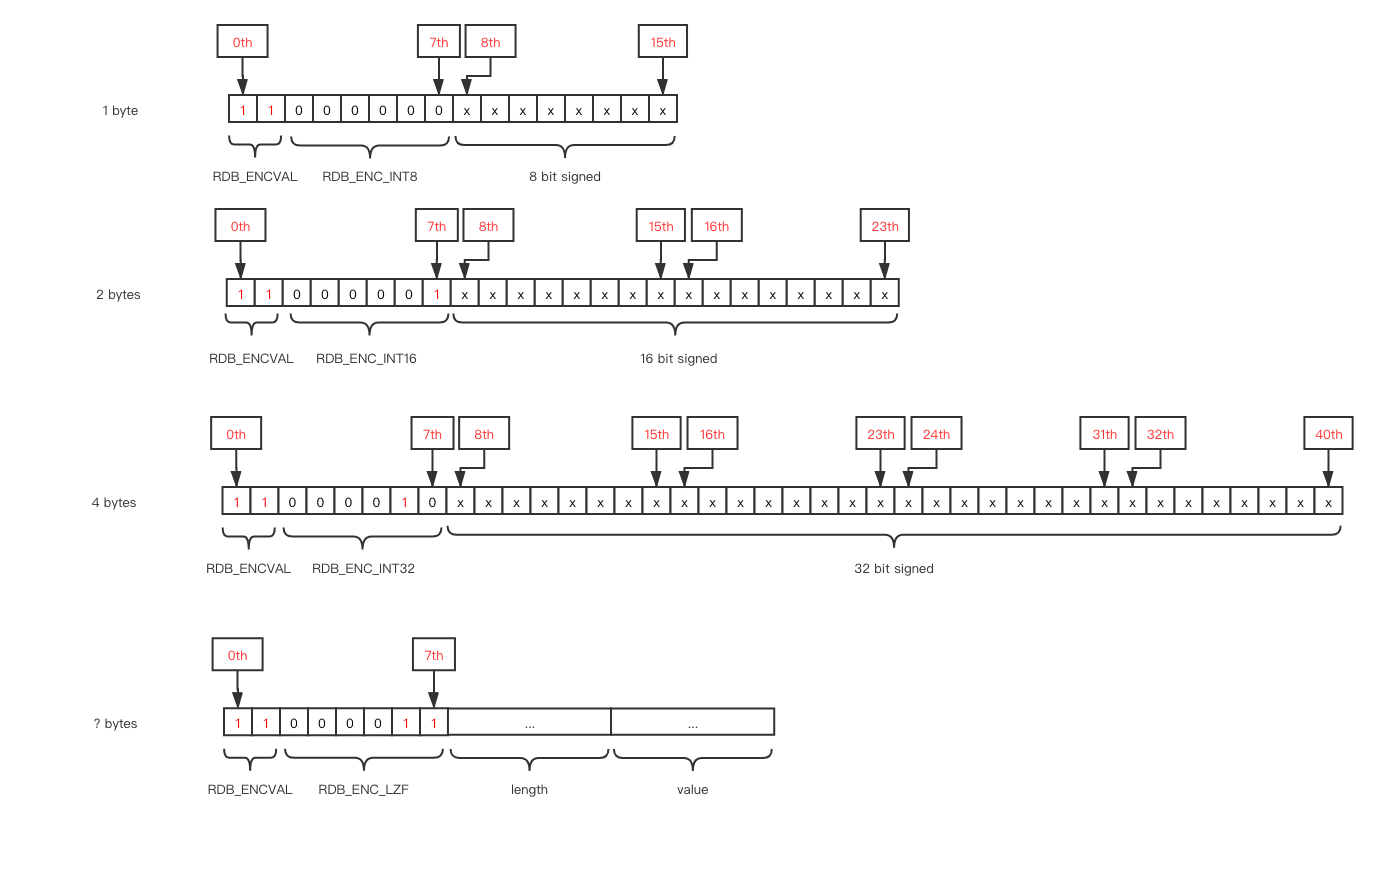 0th 7th 8th 15th
1 byte 1 1 0 0 0 0 0 0 x x x x x x x x
RDB_ENCVAL RDB_ENC_INT8 8 bit signed
0th 7th 8th 15th 16th 23th
2 bytes 1 1 0 0 0 0 0 1 x x x x x x x x x x x x x x x x
RDB_ENCVAL RDB_ENC_INT16 16 bit signed
0th 7th 8th 15th 16th 23th 24th 31th 32th 40th
4 bytes 1 1 0 0 0 0 1 0 x x x x x x x x x x x x x x x x x x x x x x x x x x x x x x x x
RDB_ENCVAL RDB_ENC_INT32 32 bit signed
0th 7th
? bytes 1 1 0 0 0 0 1 1 ... ...
RDB_ENCVAL RDB_ENC_LZF length value